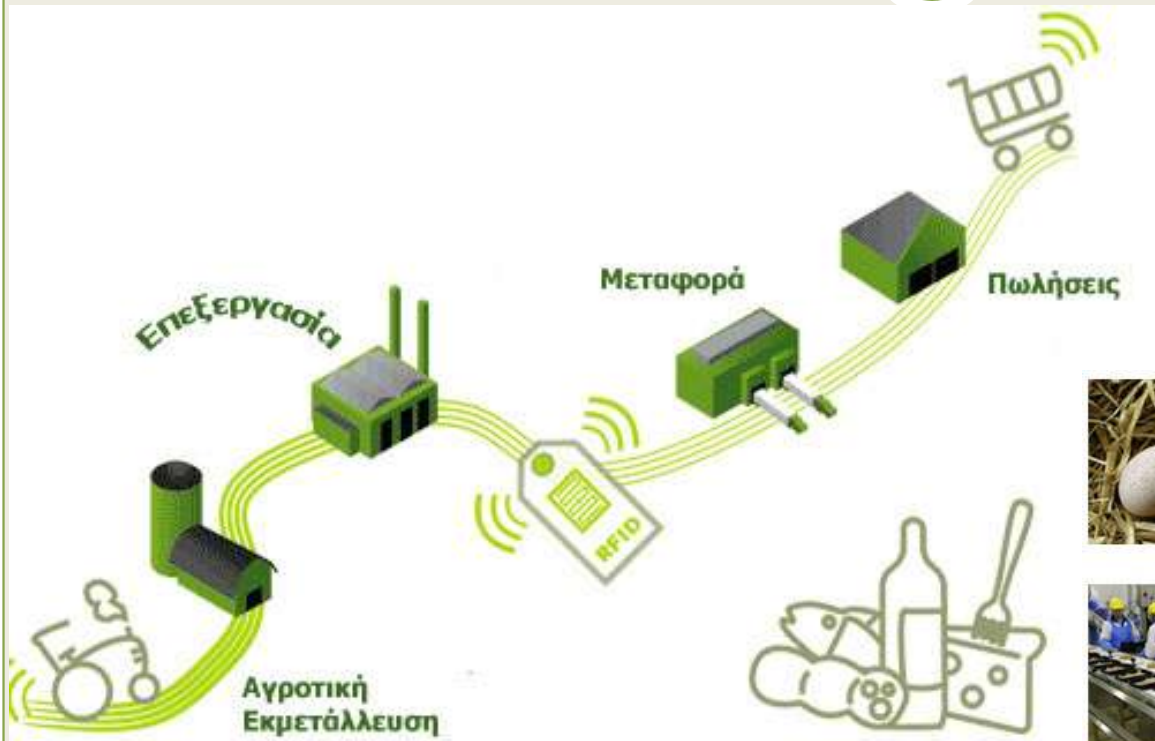 Επεξεργασία
Μεταφορά
Πωλήσεις
RFID
Αγροτική
Εκμετάλλευση